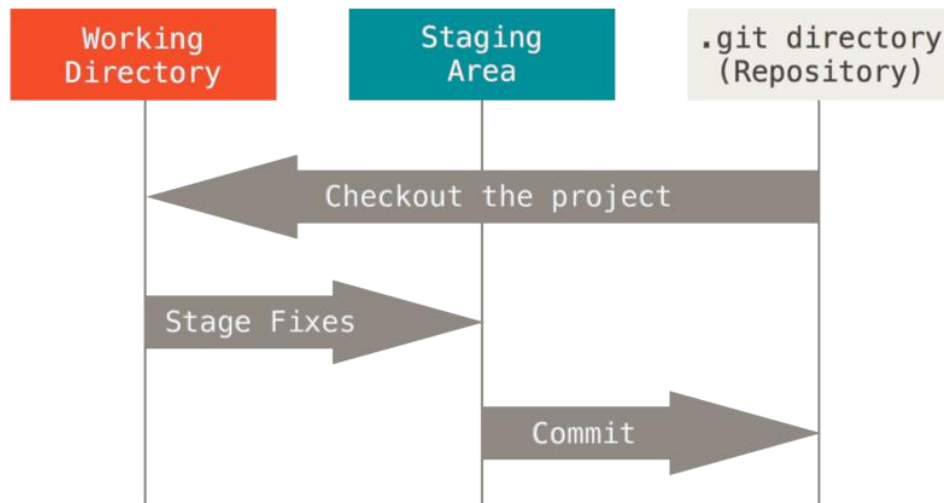 Working
Directory
Staging
Area
.git directory
(Repository)
Checkout the project
Stage Fixes
Commit